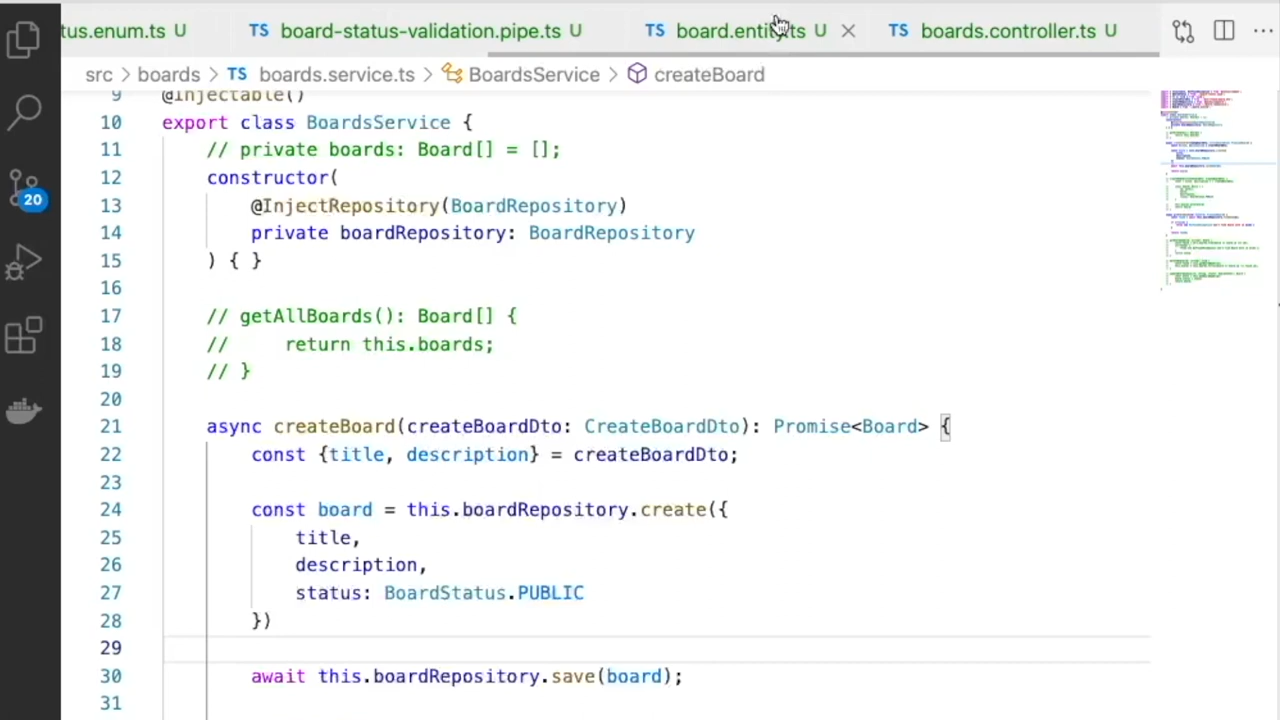 tus.enum.ts U TS board-status-validation.pipe.ts U TS board.entity.ts U TS boards.controller.ts U
src > boards > TS boards.service.ts > BoardsService > createBoard
9 @Injectable()
10 export class BoardsService {
11 // private boards: Board[] = [];
12 constructor(
13 @InjectRepository(BoardRepository)
14 private boardRepository: BoardRepository
15 ) { }
16
17 // getAllBoards(): Board[] {
18 // return this.boards;
19 // }
20
21 async createBoard(createBoardDto: CreateBoardDto): Promise<Board> {
22 const {title, description} = createBoardDto;
23
24 const board = this.boardRepository.create({
25 title,
26 description,
27 status: BoardStatus.PUBLIC
28 })
29
30 await this.boardRepository.save(board);
31
20